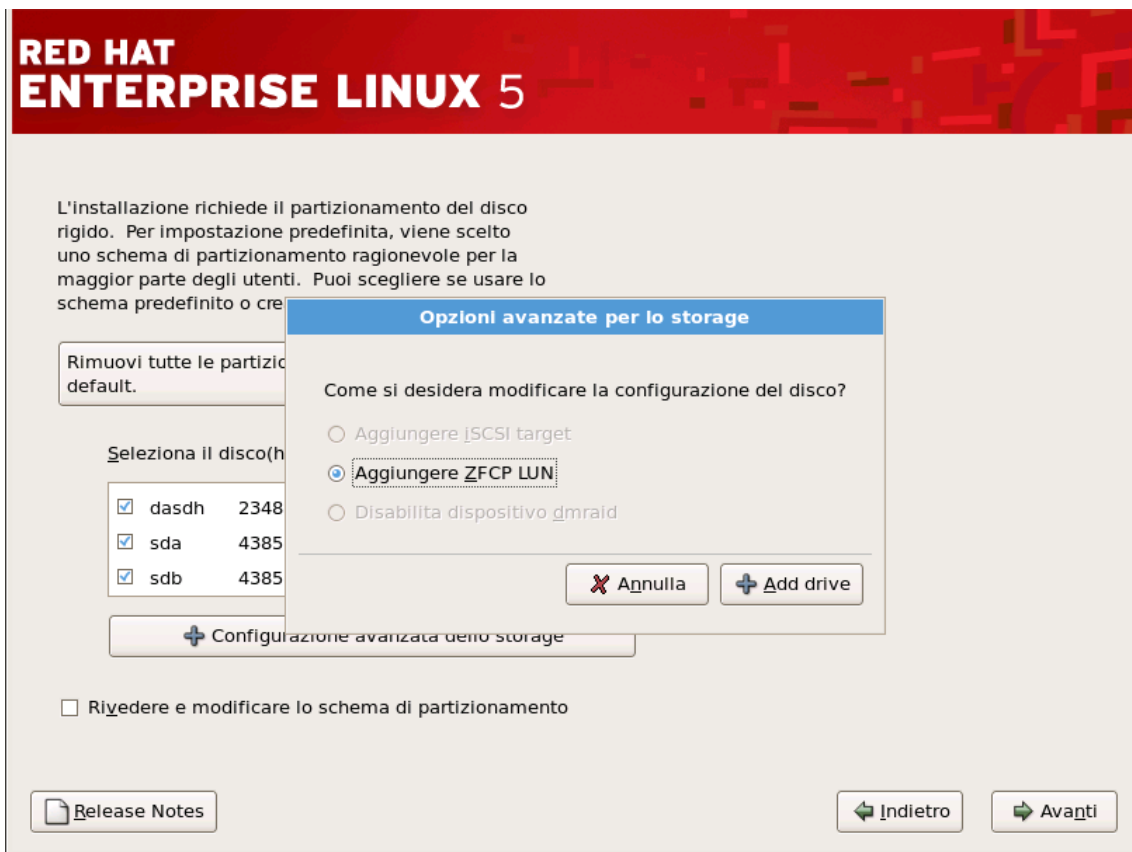 RED HAT
ENTERPRISE LINUX 5
L'installazione richiede il partizionamento del disco
rigido. Per impostazione predefinita, viene scelto
uno schema di partizionamento ragionevole per la
maggior parte degli utenti. Puoi scegliere se usare lo
schema predefinito o cre
Opzioni avanzate per lo storage
Rimuovi tutte le partizio
default.
Come si desidera modificare la configurazione del disco?
Aggiungere iSCSI target
Seleziona il disco(h
Aggiungere ZFCP LUN
dasdh 2348
Disabilita dispositivo dmraid
sda 4385
sdb 4385
Annulla
Add drive
Configurazione avanzata dello storage
Rivedere e modificare lo schema di partizionamento
Release Notes
Indietro
Avanti